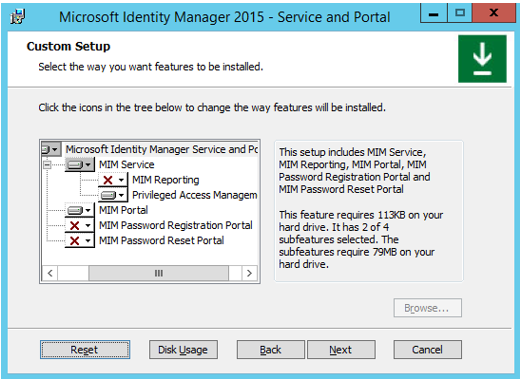 Microsoft Identity Manager 2015 - Service and Portal
Custom Setup
Select the way you want features to be installed.
Click the icons in the tree below to change the way features will be installed.
Microsoft Identity Manager Service and Po
MIM Service
MIM Reporting
Privileged Access Managem
MIM Portal
MIM Password Registration Portal
MIM Password Reset Portal
This setup includes MIM Service,
MIM Reporting, MIM Portal, MIM
Password Registration Portal and
MIM Password Reset Portal
This feature requires 113KB on your
hard drive. It has 2 of 4
subfeatures selected. The
subfeatures require 79MB on your
hard drive.
Browse...
Reset
Disk Usage
Back
Next
Cancel